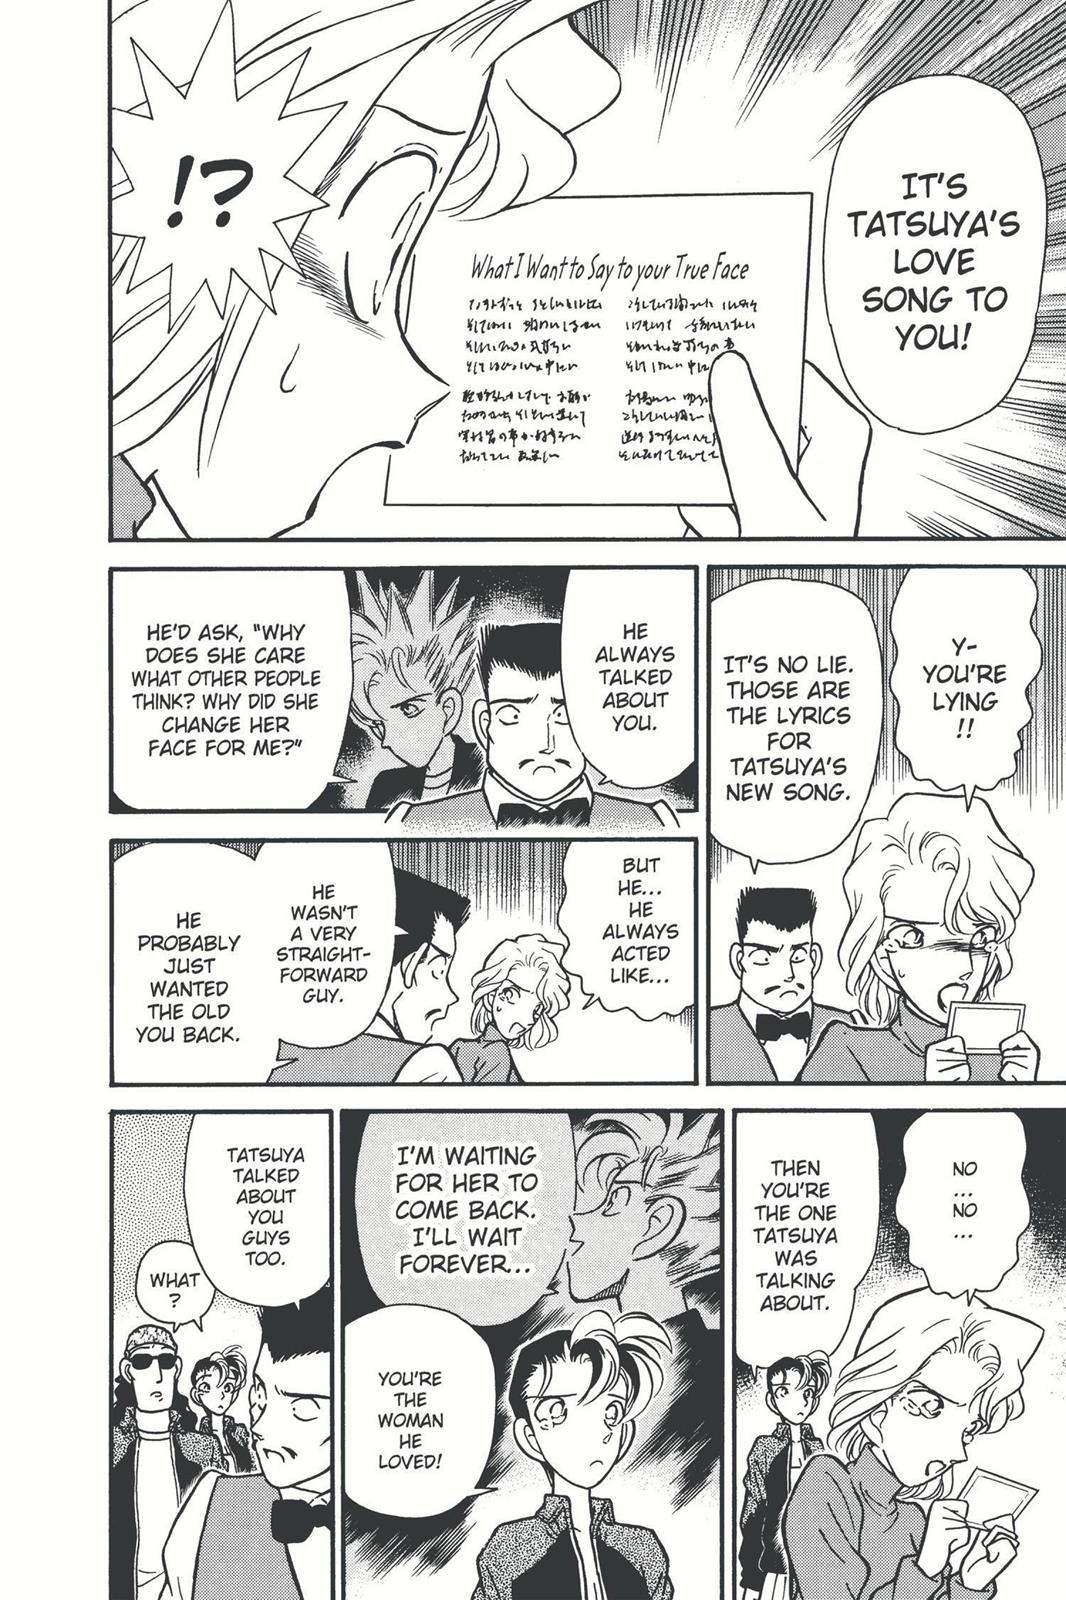 IT'S
TATSUYA'S
LOVE
SONG TO
YOU!
!?
What I Want to Say to your True Face
Y-
YOU'RE
LYING
!!
IT'S NO LIE.
THOSE ARE
THE LYRICS
FOR
TATSUYA'S
NEW SONG.
HE
ALWAYS
TALKED
ABOUT
YOU.
HE'D ASK, "WHY
DOES SHE CARE
WHAT OTHER PEOPLE
THINK? WHY DID SHE
CHANGE HER
FACE FOR ME?"
BUT
HE...
HE
ALWAYS
ACTED
LIKE...
HE
WASN'T
A VERY
STRAIGHT-
FORWARD
GUY.
HE
PROBABLY
JUST
WANTED
THE OLD
YOU BACK.
NO
...
NO
...
THEN
YOU'RE
THE ONE
TATSUYA
WAS
TALKING
ABOUT.
I'M WAITING
FOR HER TO
COME BACK.
I'LL WAIT
FOREVER...
YOU'RE
THE
WOMAN
HE
LOVED!
TATSUYA
TALKED
ABOUT
YOU
GUYS
TOO.
WHAT
?